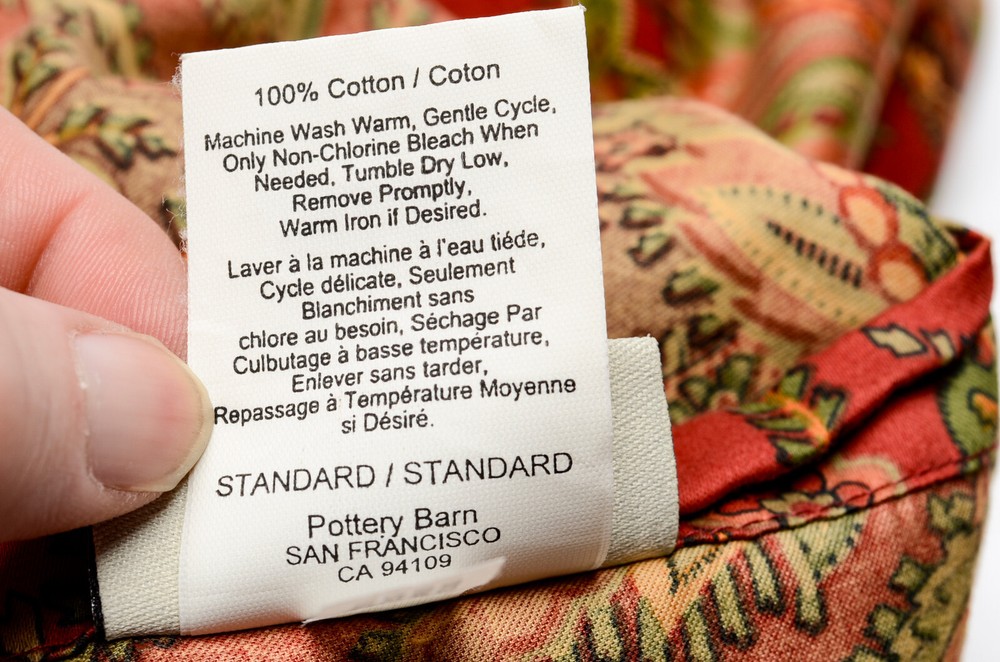 100% Cotton / Coton
Machine Wash Warm, Gentle Cycle,
Only Non-Chlorine Bleach When
Needed, Tumble Dry Low,
Remove Promptly,
Warm Iron if Desired.
Laver à la machine à l'eau tiéde,
Cycle délicate, Seulement
Blanchiment sans
chlore au besoin, Séchage Par
Culbutage à basse température,
Enlever sans tarder,
Repassage à Température Moyenne
si Désiré.
STANDARD / STANDARD
Pottery Barn
SAN FRANCISCO
CA 94109